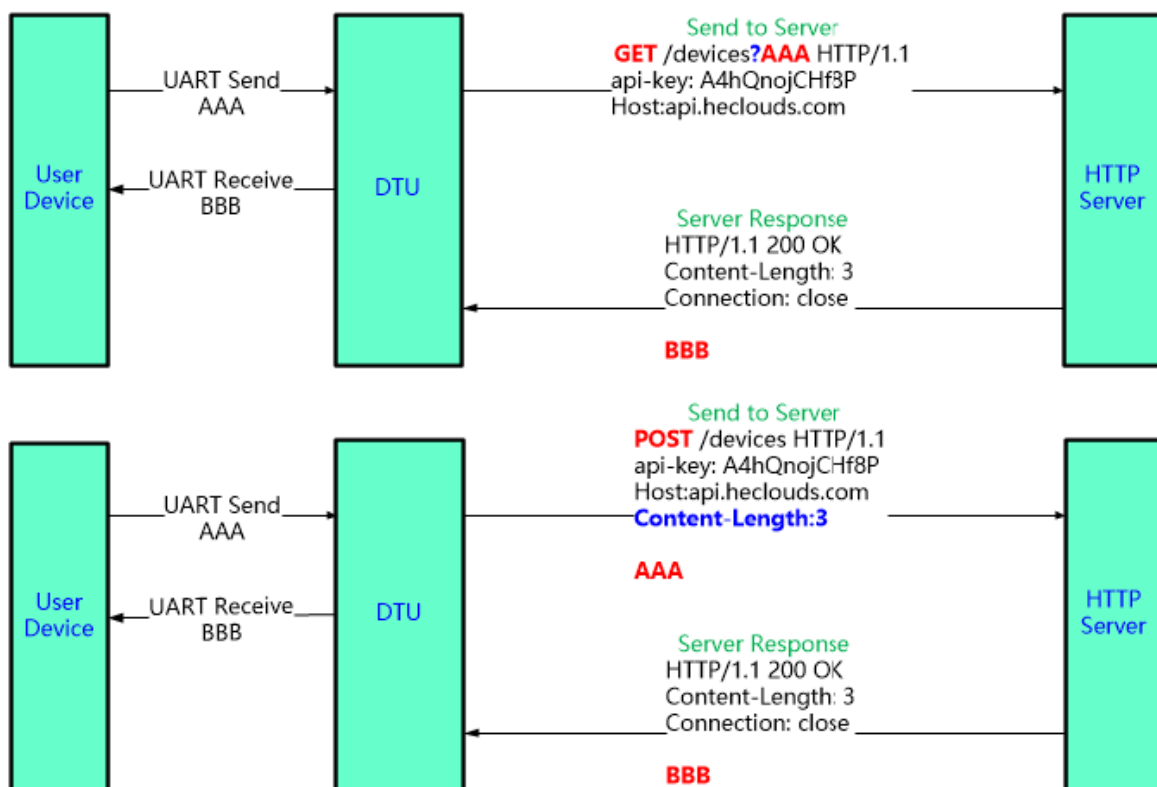 Send to Server
GET /devices?AAA HTTP/1.1
api-key: A4hQnojCHf8P
Host:api.heclouds.com
UART Send
AAA
User
Device
UART Receive
BBB
DTU
HTTP
Server
Server Response
HTTP/1.1 200 OK
Content-Length: 3
Connection: close
BBB
Send to Server
POST /devices HTTP/1.1
api-key: A4hQnojCHf8P
Host:api.heclouds.com
Content-Length:3
AAA
UART Send
AAA
User
Device
UART Receive
BBB
DTU
HTTP
Server
Server Response
HTTP/1.1 200 OK
Content-Length: 3
Connection: close
BBB